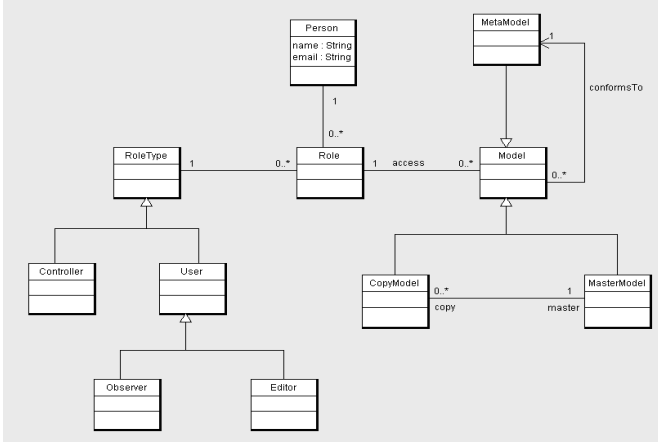 Person
MetaModel
name : String
email : String
1
conformsTo
1
0..*
RoleType
1
0..*
Role
1
access
0..*
Model
0..*
Controller
User
CopyModel
0..*
1
MasterModel
copy
master
Observer
Editor